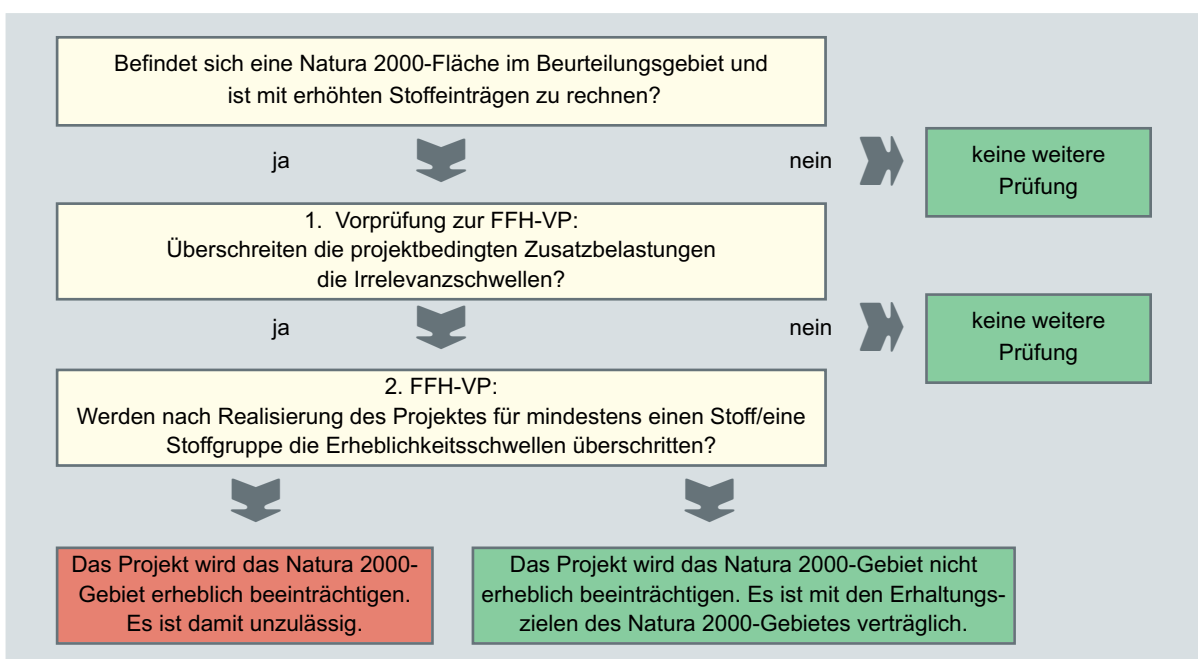 Befindet sich eine Natura 2000-Fläche im Beurteilungsgebiet und
ist mit erhöhten Stoffeinträgen zu rechnen?
ja
nein
keine weitere
Prüfung
1. Vorprüfung zur FFH-VP:
Überschreiten die projektbedingten Zusatzbelastungen
die Irrelevanzschwellen?
ja
nein
keine weitere
Prüfung
2. FFH-VP:
Werden nach Realisierung des Projektes für mindestens einen Stoff/eine
Stoffgruppe die Erheblichkeitsschwellen überschritten?
Das Projekt wird das Natura 2000-
Gebiet erheblich beeinträchtigen.
Es ist damit unzulässig.
Das Projekt wird das Natura 2000-Gebiet nicht
erheblich beeinträchtigen. Es ist mit den Erhaltungs-
zielen des Natura 2000-Gebietes verträglich.